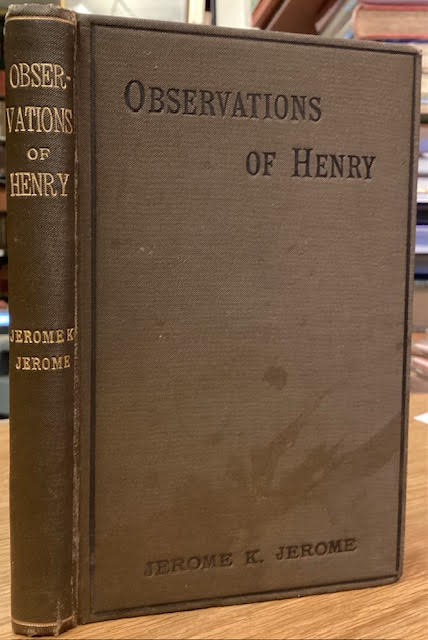 OBSER-
VATIONS
OF
HENRY
JEROME K
JEROME
OBSERVATIONS
OF HENRY
JEROME K. JEROME